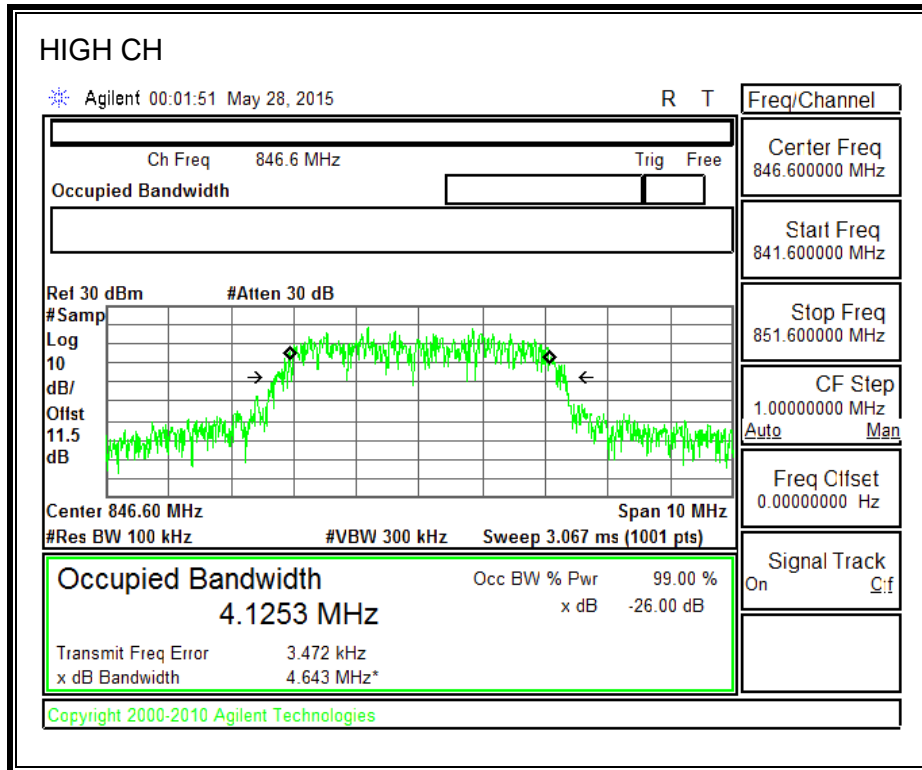 HIGH CH
Agilent 00:01:51 May 28, 2015 R T
Freq/Channel
Ch Freq 846.6 MHz Trig Free
Occupied Bandwidth
Center Freq
846.600000 MHz
Start Freq
841.600000 MHz
Stop Freq
851.600000 MHz
CF Step
1.00000000 MHz
Auto Man
Freq Offset
0.00000000 Hz
Signal Track
On Off
Ref 30 dBm #Atten 30 dB
#Samp
Log
10
dB/
Offst
11.5
dB
Center 846.60 MHz Span 10 MHz
#Res BW 100 kHz #VBW 300 kHz Sweep 3.067 ms (1001 pts)
Occupied Bandwidth
4.1253 MHz
Occ BW % Pwr 99.00 %
x dB -26.00 dB
Transmit Freq Error 3.472 kHz
x dB Bandwidth 4.643 MHz*
Copyright 2000-2010 Agilent Technologies